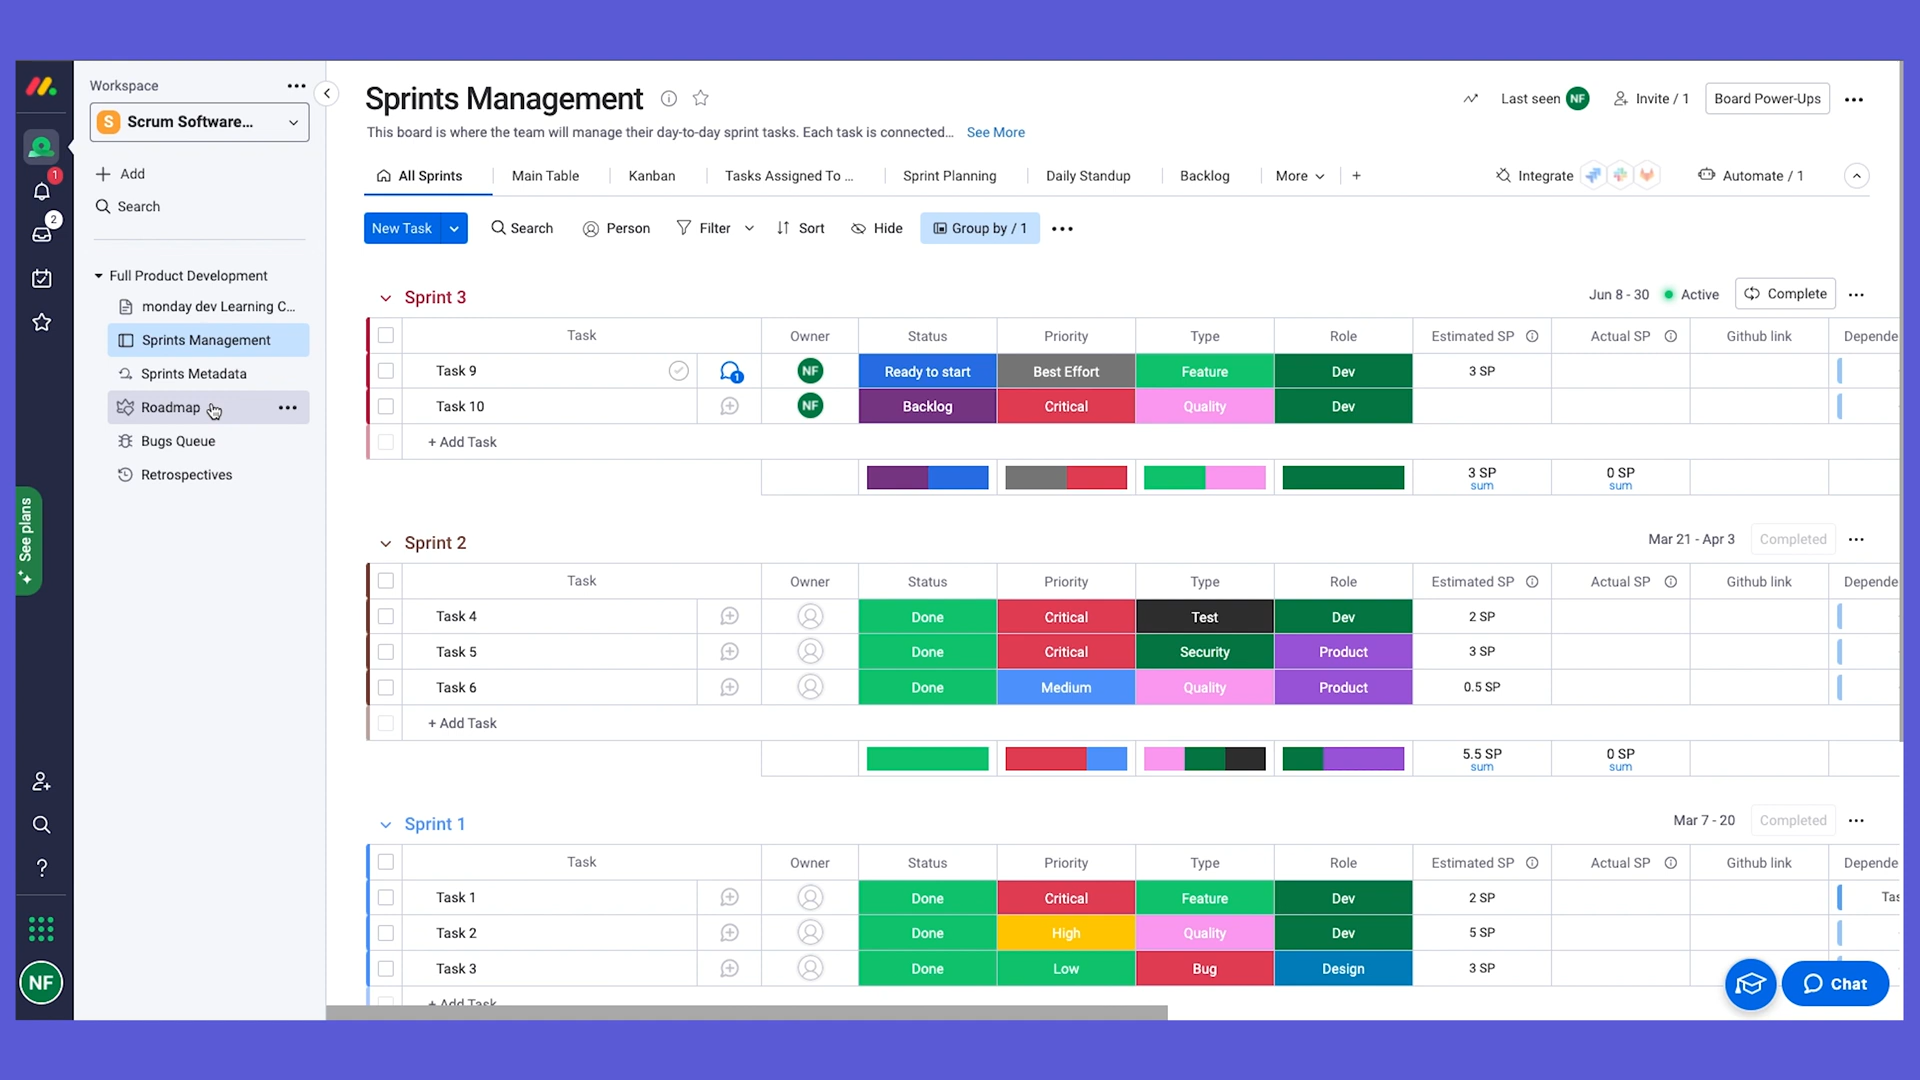 Workspace
S Scrum Software...
Add
Search
Full Product Development
monday dev Learning C...
Sprints Management
Sprints Metadata
Roadmap
Bugs Queue
Retrospectives
1
2
See plans
?
NF
Sprints Management
Last seen NF
Invite / 1
Board Power-Ups
This board is where the team will manage their day-to-day sprint tasks. Each task is connected... See More
All Sprints Main Table Kanban Tasks Assigned To ... Sprint Planning Daily Standup Backlog More +
Integrate
Automate / 1
New Task Search Person Filter Sort Hide Group by / 1
Sprint 3
Jun 8 - 30 Active Complete
Task Owner Status Priority Type Role Estimated SP Actual SP Github link Depende
Task 9 1 NF Ready to start Best Effort Feature Dev 3 SP
Task 10 NF Backlog Critical Quality Dev
+ Add Task
3 SP 0 SP
sum sum
Sprint 2
Mar 21 - Apr 3 Completed
Task Owner Status Priority Type Role Estimated SP Actual SP Github link Depende
Task 4 Done Critical Test Dev 2 SP
Task 5 Done Critical Security Product 3 SP
Task 6 Done Medium Quality Product 0.5 SP
+ Add Task
5.5 SP 0 SP
sum sum
Sprint 1
Mar 7 - 20 Completed
Task Owner Status Priority Type Role Estimated SP Actual SP Github link Depende
Task 1 Done Critical Feature Dev 2 SP Tas
Task 2 Done High Quality Dev 5 SP
Task 3 Done Low Bug Design 3 SP
+ Add Task
Chat